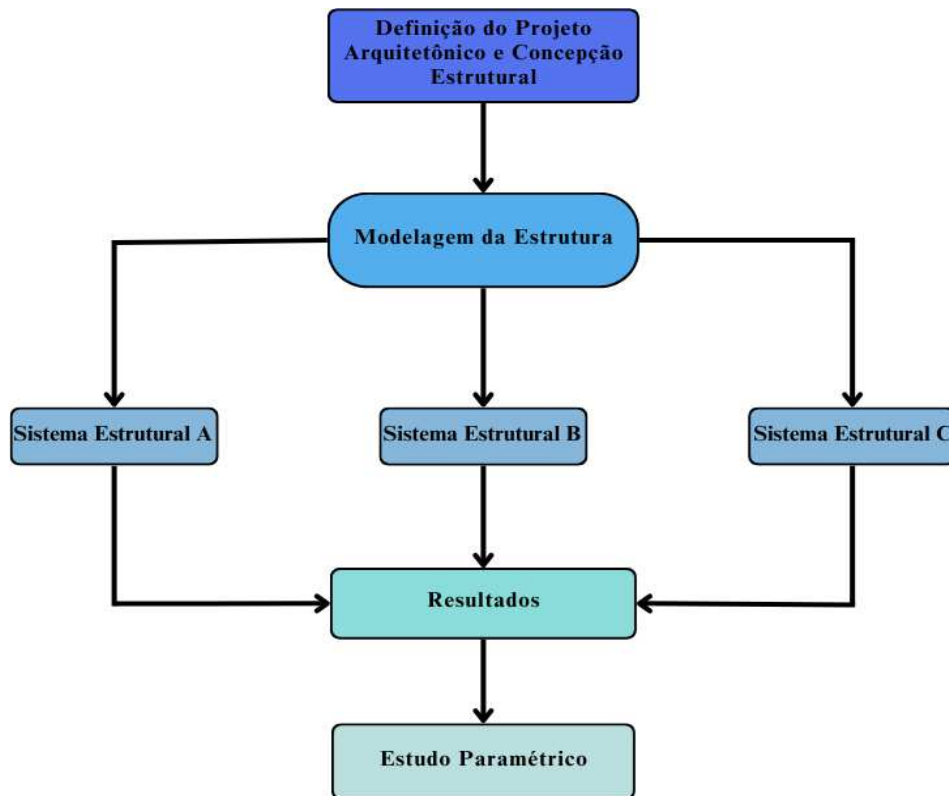 Definição do Projeto
Arquitetônico e Concepção
Estrutural
Modelagem da Estrutura
Sistema Estrutural A
Sistema Estrutural B
Sistema Estrutural C
Resultados
Estudo Paramétrico